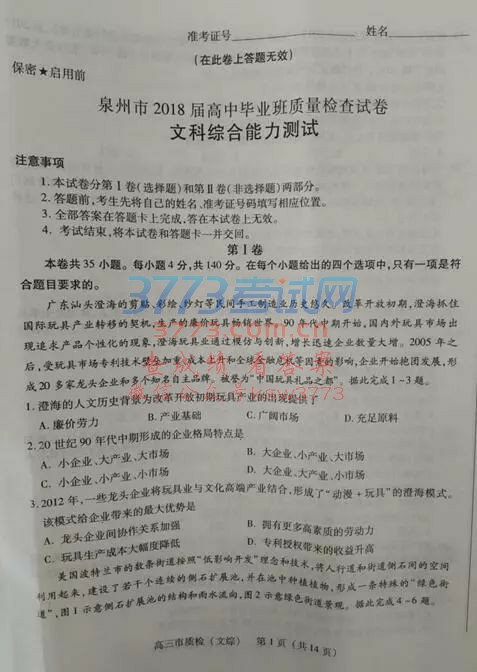 准考证号 姓名
(在此卷上答题无效)
保密★启用前
泉州市 2018 届高中毕业班质量检查试卷
文科综合能力测试
注意事项
1. 本试卷分第Ⅰ卷(选择题)和第Ⅱ卷(非选择题)两部分。
2. 答题前,考生先将自己的姓名、准考证号码填写相应位置。
3. 全部答案在答题卡上完成,答在本试卷上无效。
4. 考试结束,将本试卷和答题卡一并交回。
第Ⅰ卷
本卷共 35 小题。每小题 4 分,共 140 分。在每个小题给出的四个选项中,只有一项是符
合题目要求的。
广东汕头澄海的剪贴、彩绘、纱灯等民间手工制造业历史悠久。改革开放初期,澄海抓住
国际玩具产业转移的契机,生产的廉价玩具畅销世界。90 年代中期开始,国内外玩具市场出
现追求产品个性化的现象,澄海玩具业通过模仿与创新,增长迅速企业数量大增。2005 年之
后,受玩具市场专利技术壁垒加重、成本上升和全球金融危机等因素的影响,企业开始抱团发展,形
成 20 多家龙头企业和多个知名自主品牌,被誉为“中国玩具礼品之都”。据此完成 1~3 题。
1. 澄海的人文历史背景为改革开放初期玩具产业的出现提供了
A. 廉价劳力 B. 产业基础 C. 广阔市场 D. 充足原料
2. 20 世纪 90 年代中期形成的企业格局特点是
A. 小企业、大产业、大市场 B. 大企业、小产业、大市场
C. 小企业、小产业、小市场 D. 大企业、大产业、小市场
3. 2012 年,一些龙头企业将玩具业与文化高端产业结合,形成了“动漫+玩具”的澄海模式。
该模式给企业带来的最大优势是
A. 龙头企业间协作关系加强 B. 拥有更多高素质的劳动力
C. 玩具生产成本大幅度降低 D. 专利授权带来的收益升高
美国波特兰市的数条街道按照“低影响开发”理念和技术,将人行道和街道侧石间的空间
利用起来,建设了若干个连续的侧石扩展池,并在池中种植植物,形成一条特殊的“绿色街
道”,图 1 示意侧石扩展池的结构和雨水流向,图 2 示意绿色街道景观。据此完成 4~6 题。
高三市质检(文综) 第 1 页(共 14 页)
3773考试网
3773.com.cn
查成绩 看答案